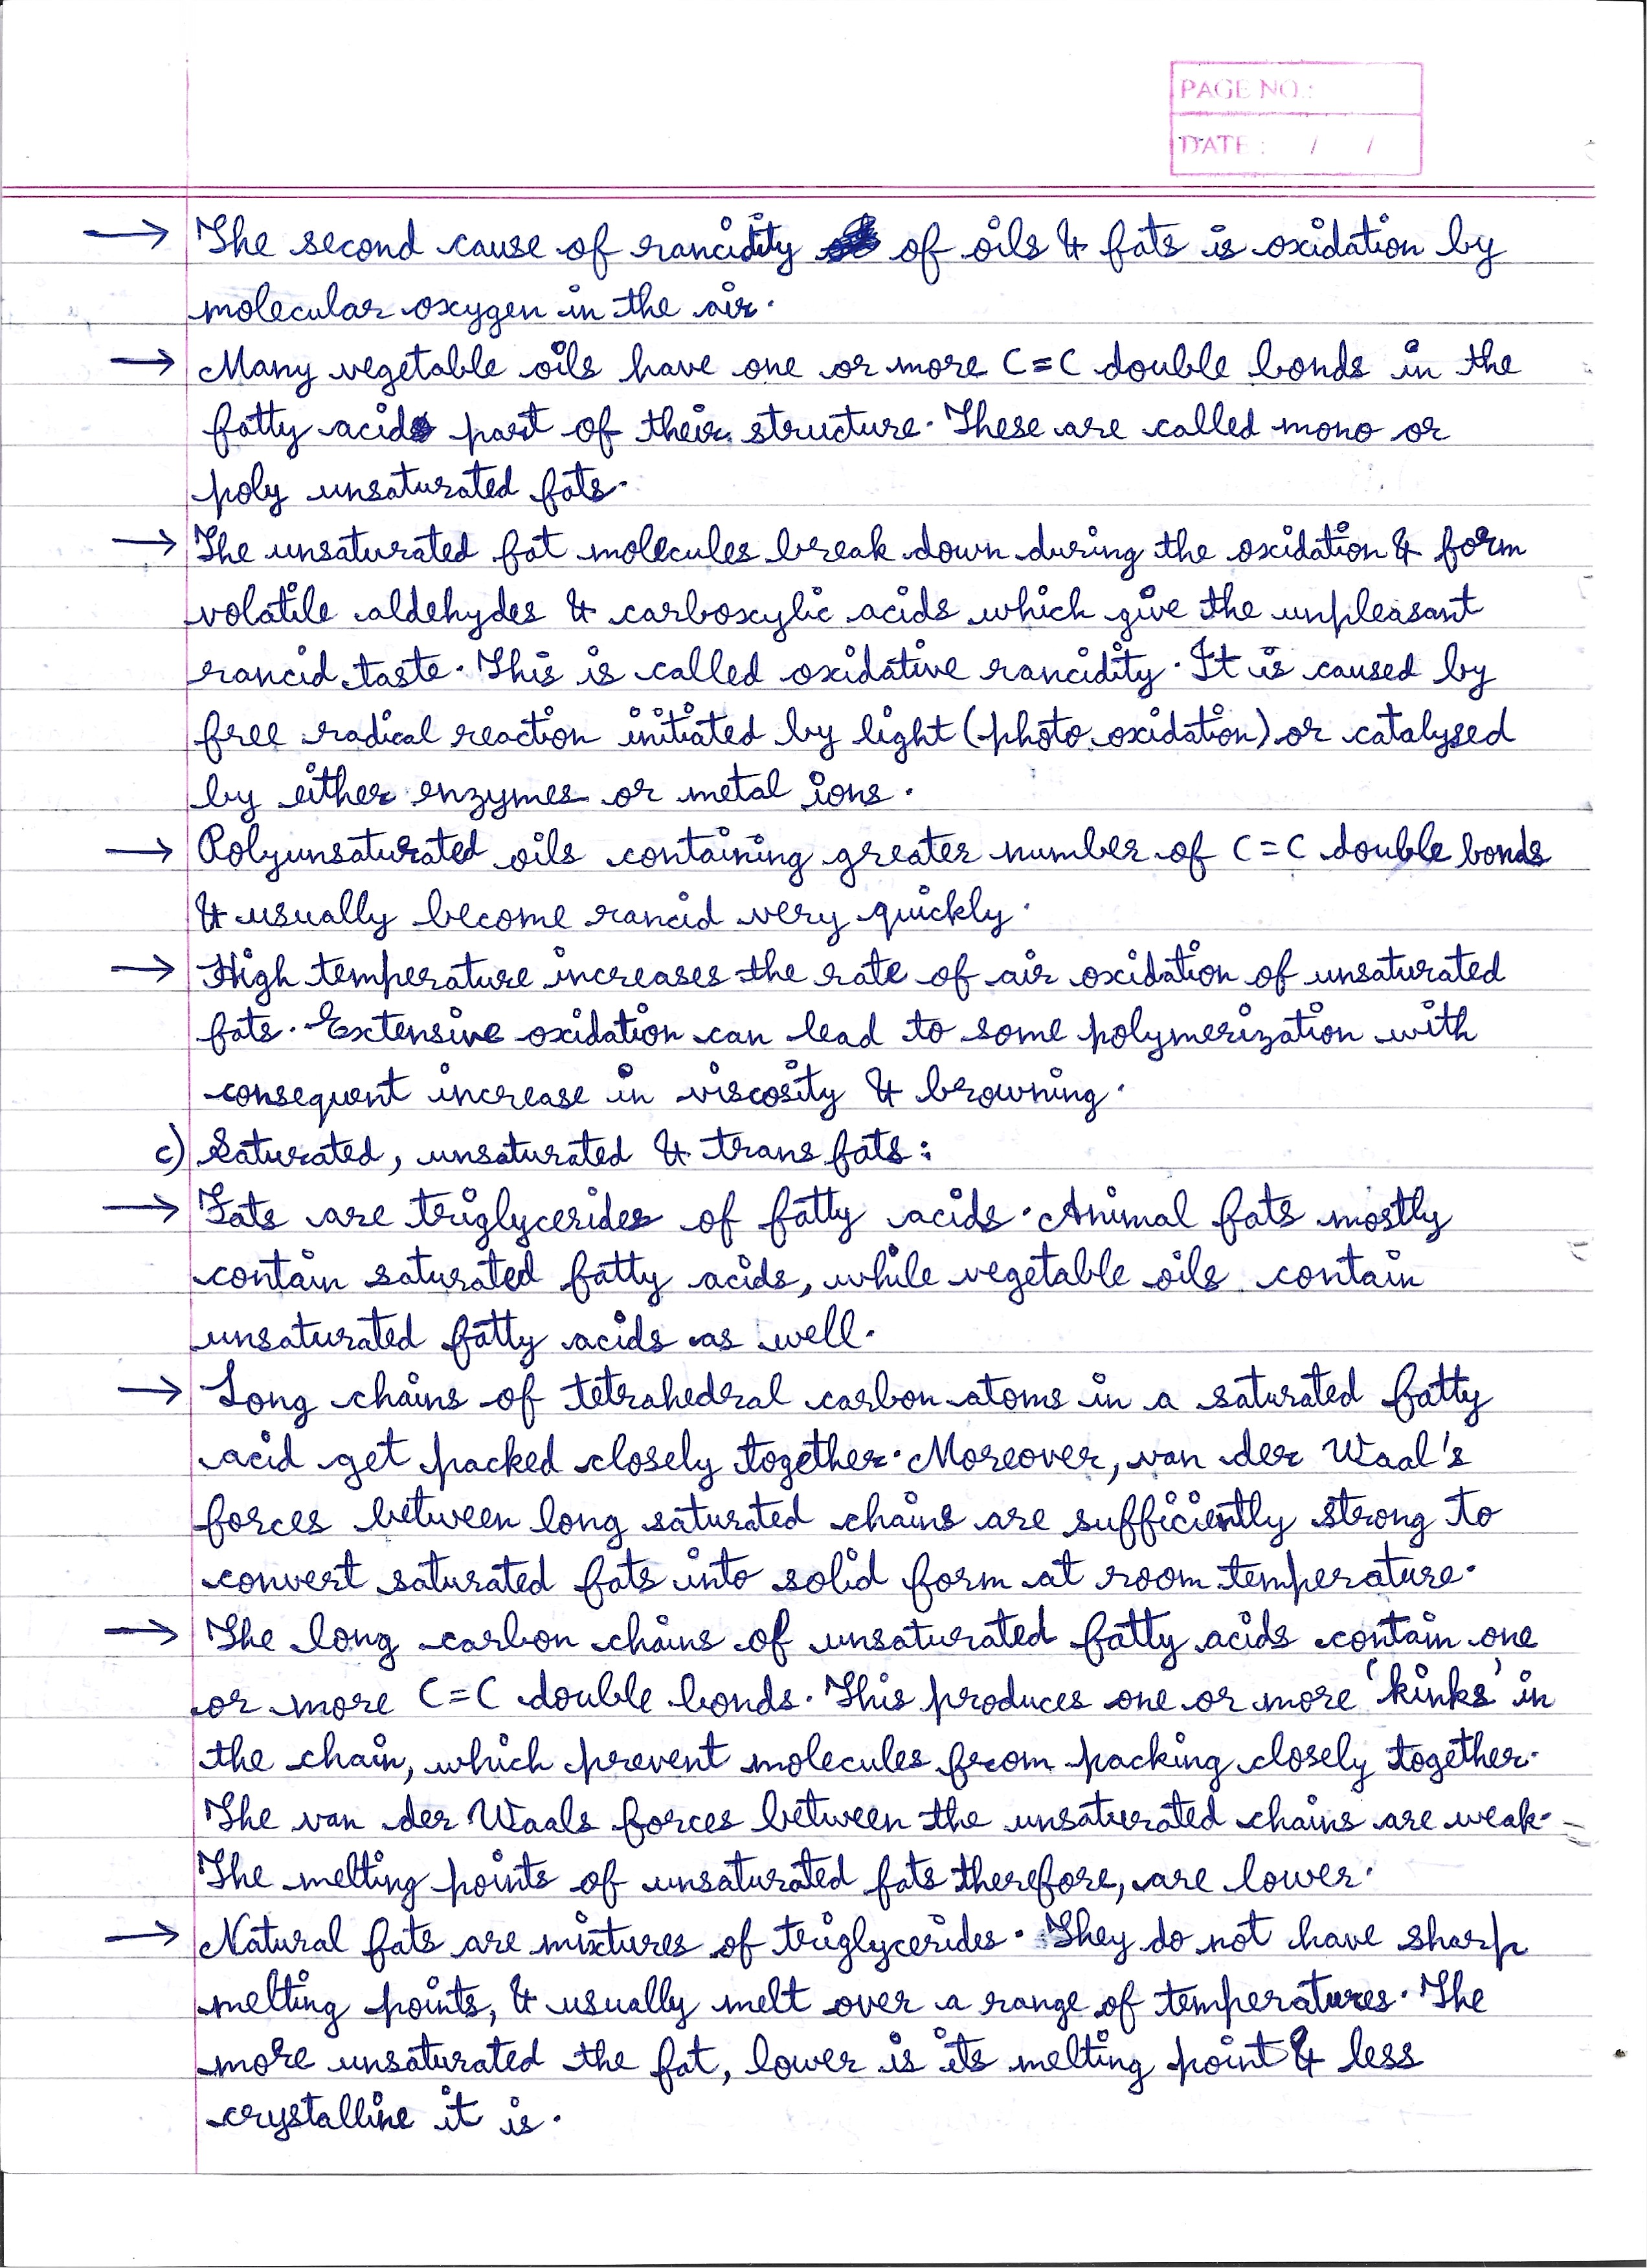 PAGE NO.:
DATE : / /
→ The second cause of rancidity of oils & fats is oxidation by
molecular oxygen in the air.
→ Many vegetable oils have one or more C=C double bonds in the
fatty acid part of their structure. These are called mono or
poly unsaturated fats.
→ The unsaturated fat molecules break down during the oxidation & form
volatile aldehydes & carboxylic acids which give the unpleasant
rancid taste. This is called oxidative rancidity. It is caused by
free radical reaction initiated by light (photo oxidation) or catalysed
by either enzymes or metal ions.
→ Polyunsaturated oils containing greater number of C=C double bonds
& usually become rancid very quickly.
→ High temperature increases the rate of air oxidation of unsaturated
fats. Extensive oxidation can lead to some polymerization with
consequent increase in viscosity & browning.
c) Saturated, unsaturated & trans fats:
→ Fats are triglycerides of fatty acids. Animal fats mostly
contain saturated fatty acids, while vegetable oils contain
unsaturated fatty acids as well.
→ Long chains of tetrahedral carbon atoms in a saturated fatty
acid get packed closely together. Moreover, van der Waal's
forces between long saturated chains are sufficiently strong to
convert saturated fats into solid form at room temperature.
→ The long carbon chains of unsaturated fatty acids contain one
or more C=C double bonds. This produces one or more 'kinks' in
the chain, which prevent molecules from packing closely together.
The van der Waals forces between the unsaturated chains are weak.
The melting points of unsaturated fats therefore, are lower.
→ Natural fats are mixtures of triglycerides. They do not have sharp
melting points, & usually melt over a range of temperatures. The
more unsaturated the fat, lower is its melting point & less
crystalline it is.